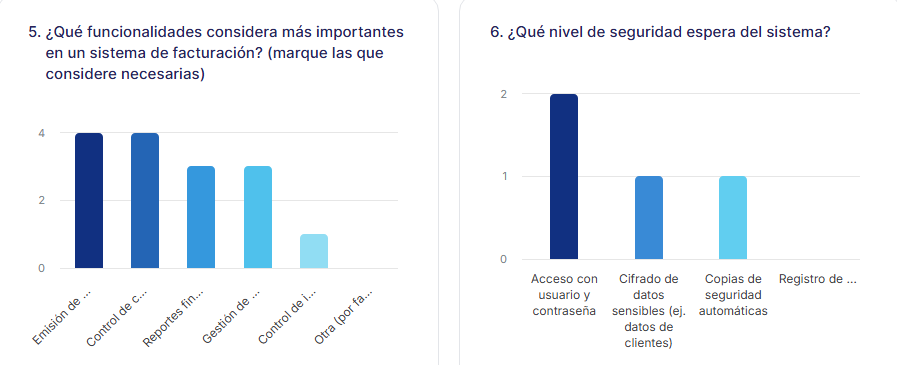 5. ¿Qué funcionalidades considera más importantes
en un sistema de facturación? (marque las que
considere necesarias)
4
2
0
Emisión de ...
Control de c...
Reportes fin...
Gestión de ...
Control de i...
Otra (por fa...
6. ¿Qué nivel de seguridad espera del sistema?
2
1
0
Acceso con
usuario y
contraseña
Cifrado de
datos
sensibles (ej.
datos de
clientes)
Copias de
seguridad
automáticas
Registro de ...